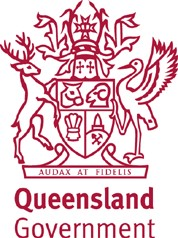 AUDAX AT FIDELIS
Queensland
Government